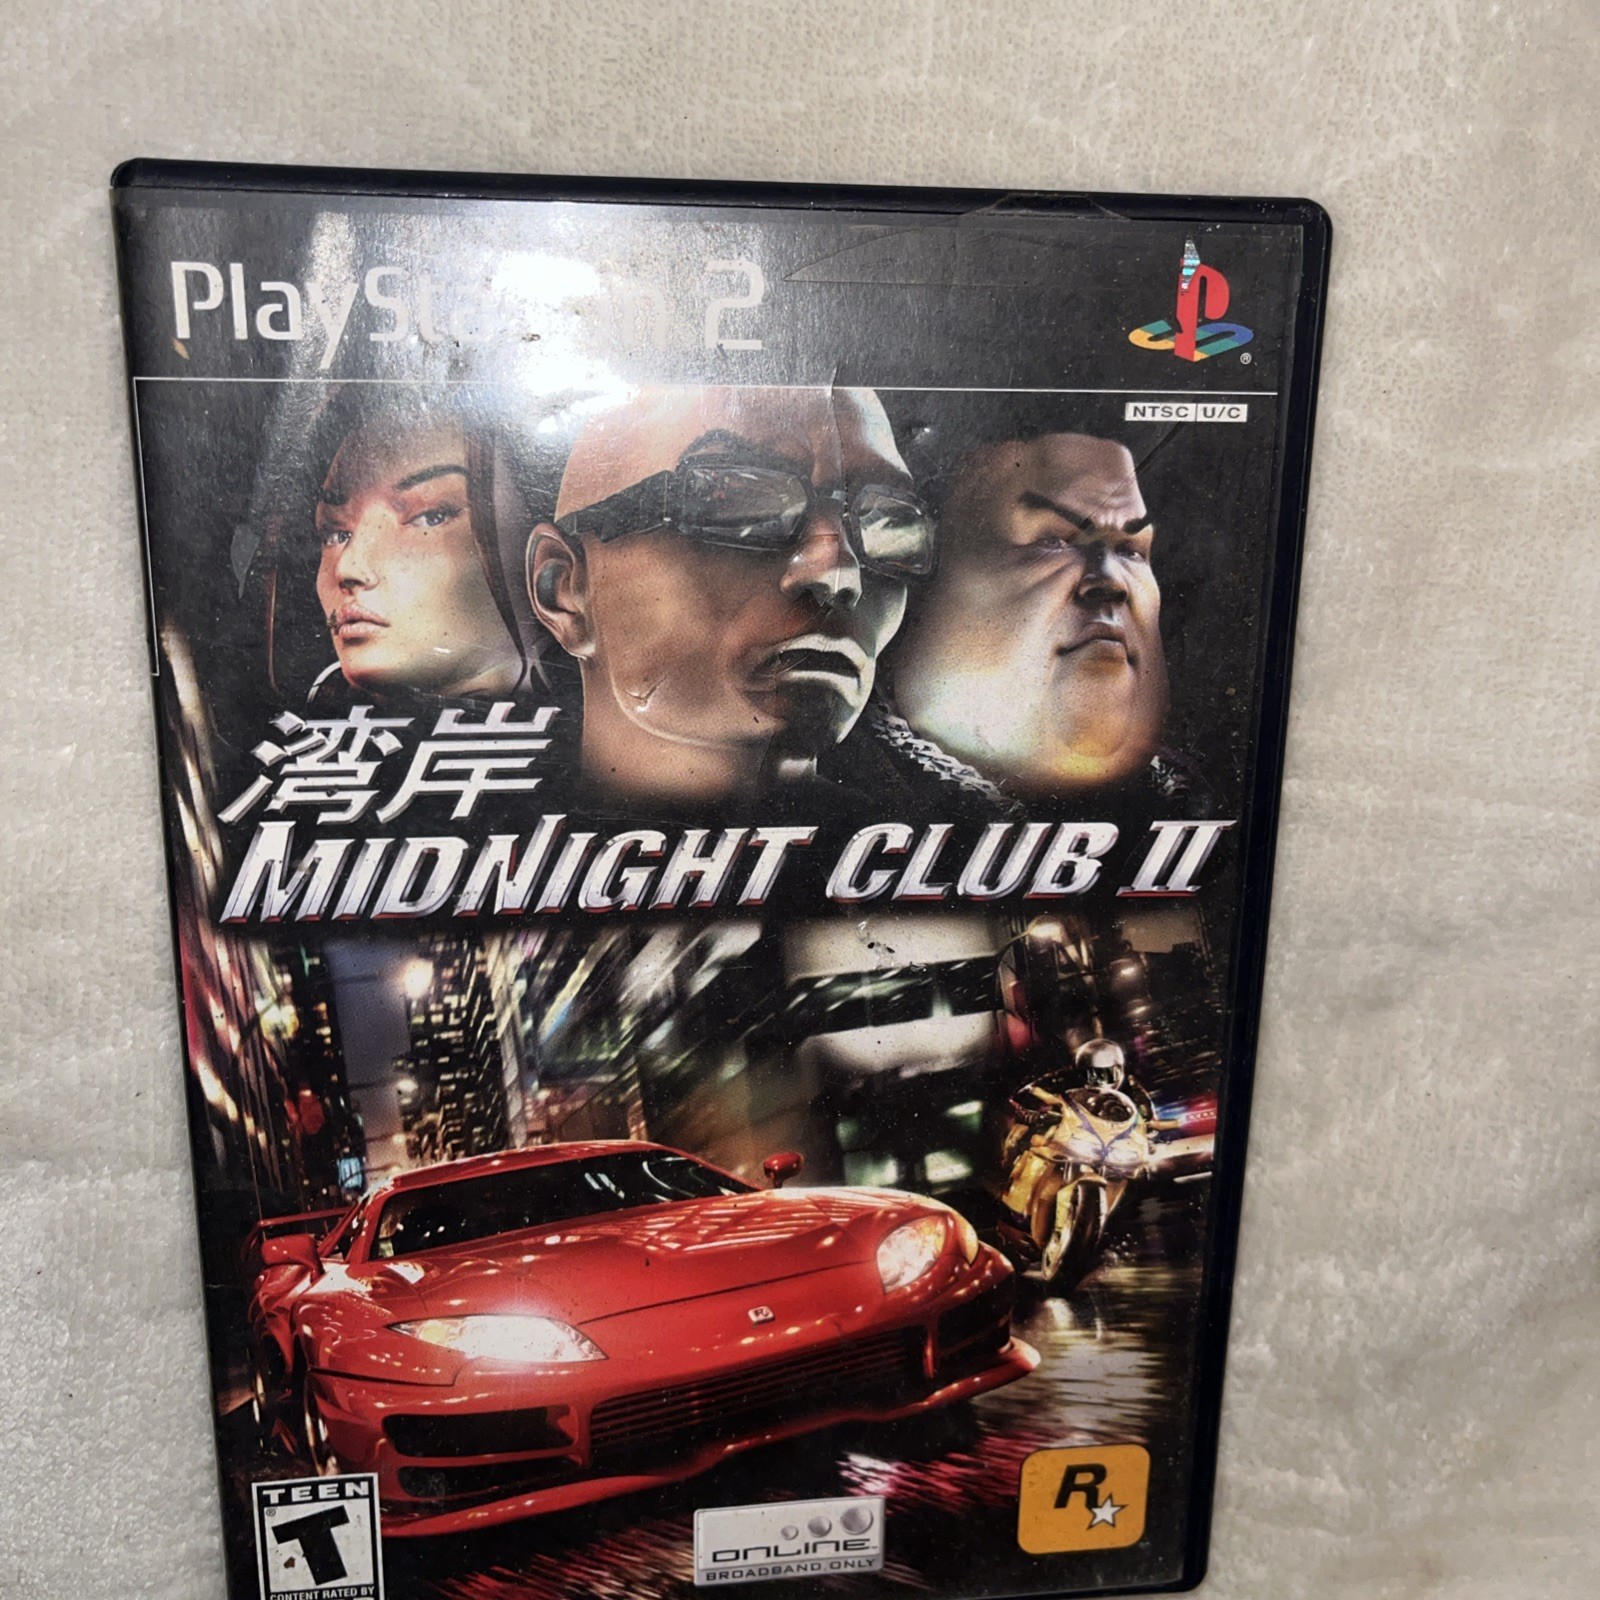 PlayStation 2
NTSC U/C
湾岸
MIDNIGHT CLUB II
TEEN
T
CONTENT RATED BY
ONLINE
BROADBAND ONLY
R